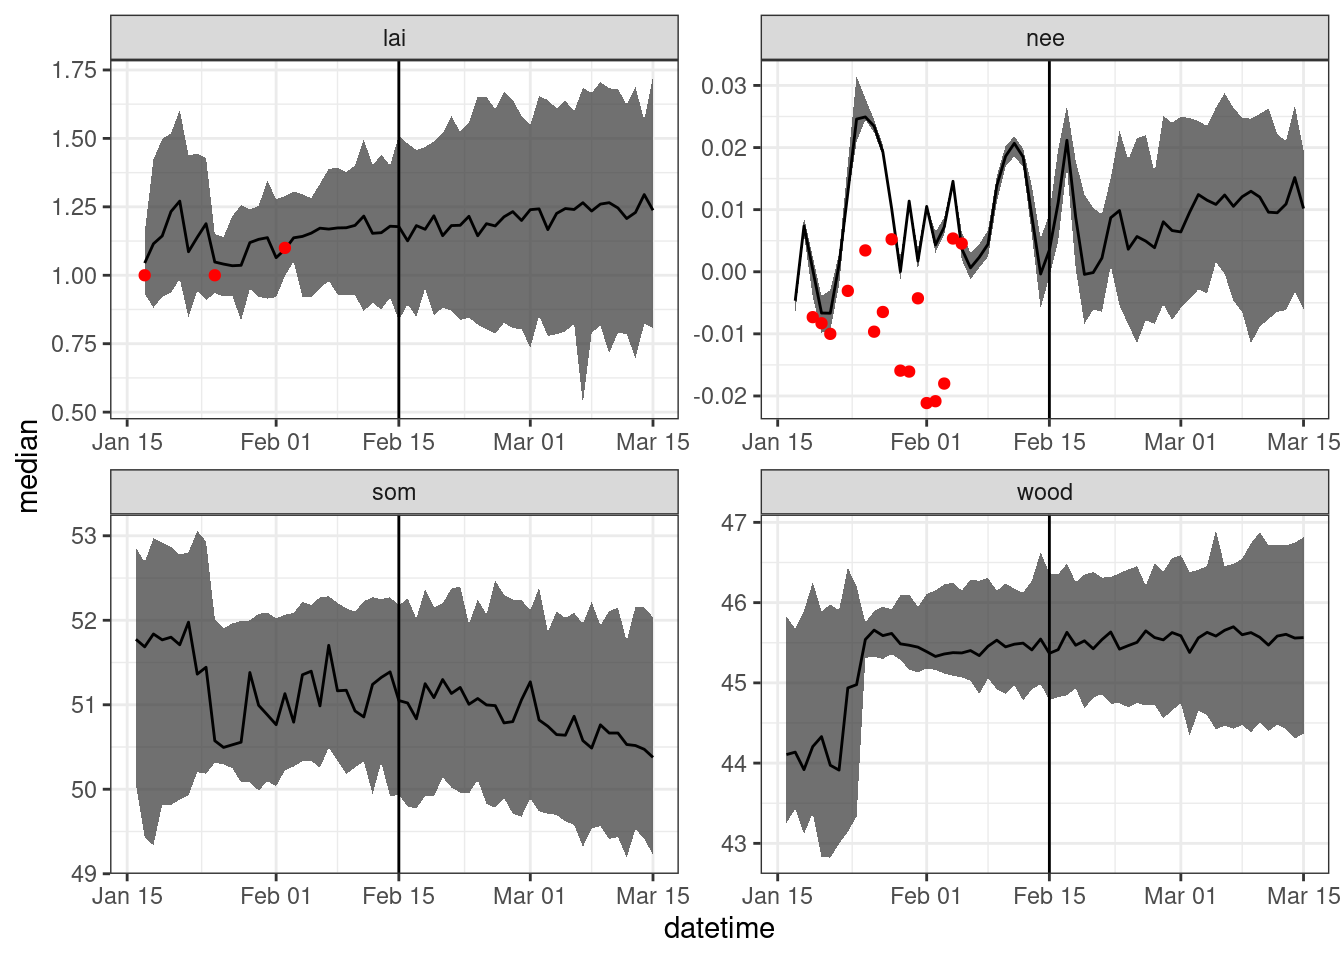 lai
nee
1.75
1.50
1.25
1.00
0.75
0.50
0.03
0.02
0.01
0.00
-0.01
-0.02
Jan 15 Feb 01 Feb 15 Mar 01 Mar 15
Jan 15 Feb 01 Feb 15 Mar 01 Mar 15
median
som
wood
53
52
51
50
49
47
46
45
44
43
Jan 15 Feb 01 Feb 15 Mar 01 Mar 15
Jan 15 Feb 01 Feb 15 Mar 01 Mar 15
datetime